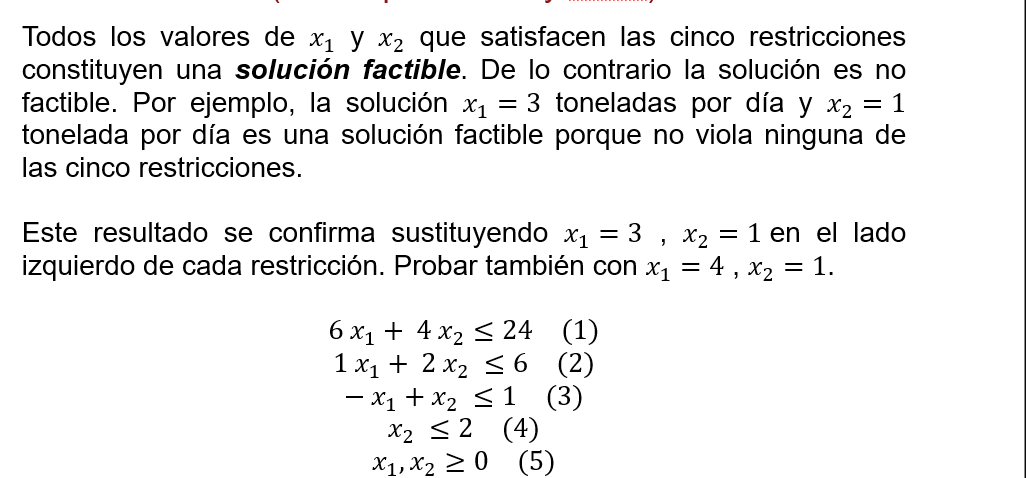 Todos los valores de x₁ y x₂ que satisfacen las cinco restricciones
constituyen una solución factible. De lo contrario la solución es no
factible. Por ejemplo, la solución x₁ = 3 toneladas por día y x₂ = 1
tonelada por día es una solución factible porque no viola ninguna de
las cinco restricciones.
Este resultado se confirma sustituyendo x₁ = 3 , x₂ = 1 en el lado
izquierdo de cada restricción. Probar también con x₁ = 4 , x₂ = 1.
6 x₁ + 4 x₂ ≤ 24 (1)
1 x₁ + 2 x₂ ≤ 6 (2)
− x₁ + x₂ ≤ 1 (3)
x₂ ≤ 2 (4)
x₁, x₂ ≥ 0 (5)